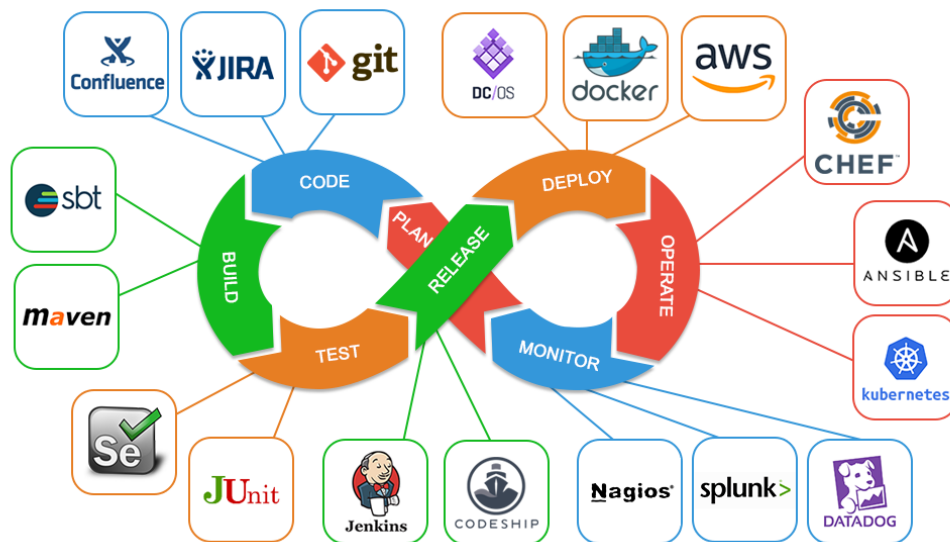 Confluence
JIRA
git
DC/OS
docker
aws
CHEF™
sbt
CODE
DEPLOY
PLAN
RELEASE
BUILD
OPERATE
ANSIBLE
maven
TEST
MONITOR
kubernetes
Se
JUnit
Jenkins
CODESHIP
Nagios®
splunk>
DATADOG